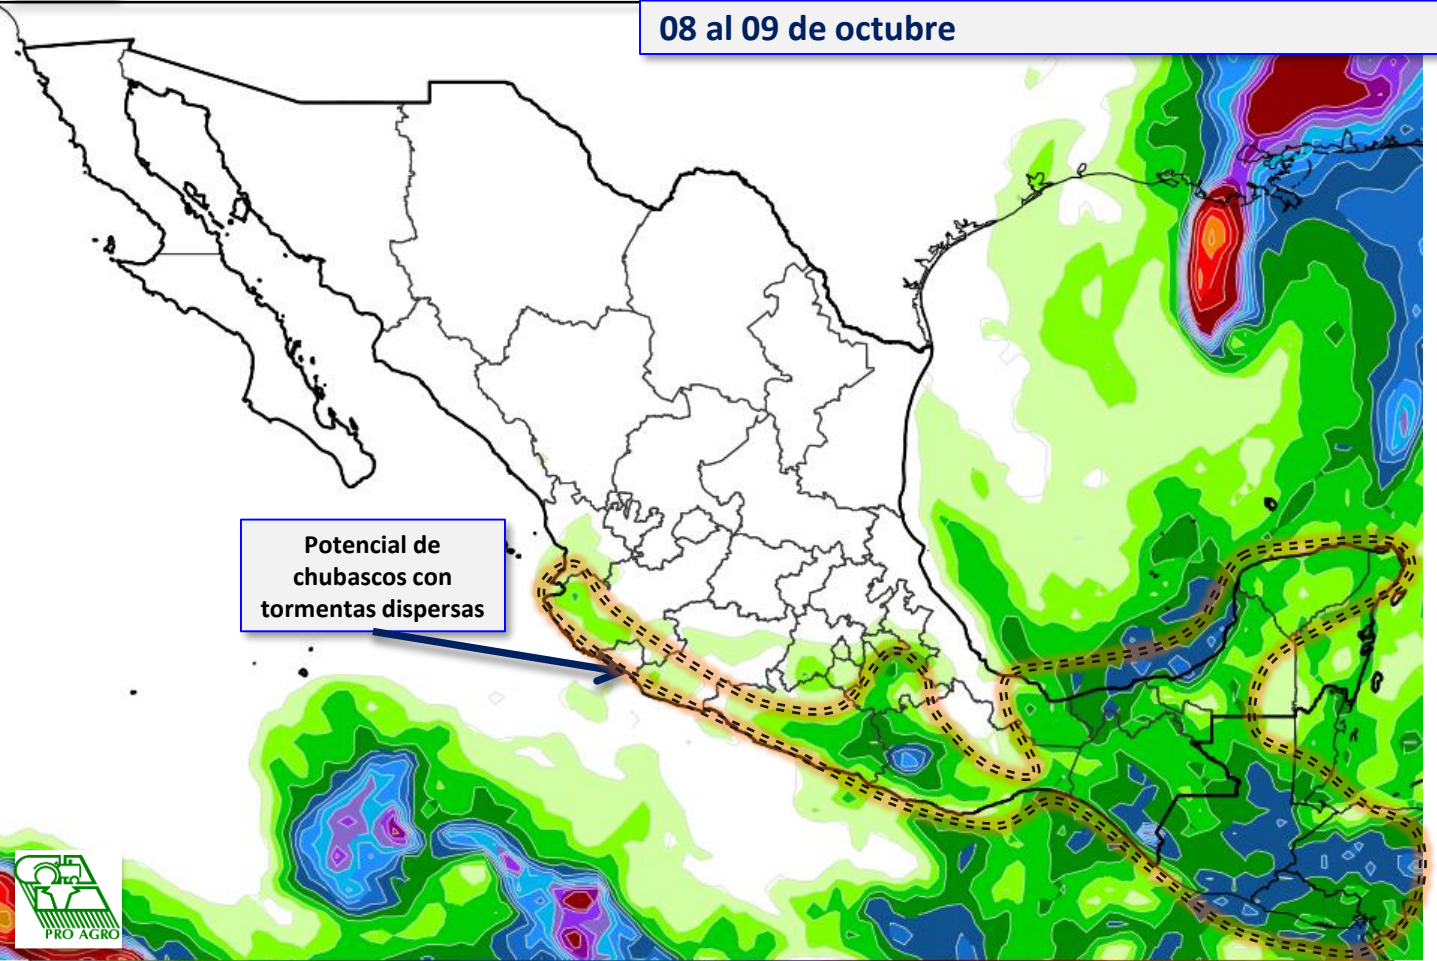 08 al 09 de octubre
Potencial de
chubascos con
tormentas dispersas
PRO AGRO